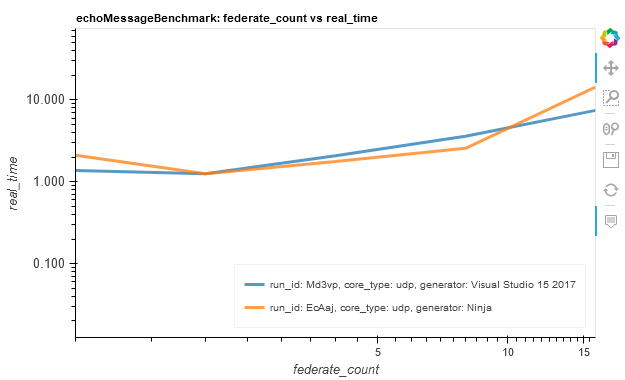 echoMessageBenchmark: federate_count vs real_time
10.000
1.000
0.100
real_time
run_id: Md3vp, core_type: udp, generator: Visual Studio 15 2017
run_id: EcAaj, core_type: udp, generator: Ninja
5
10
15
federate_count